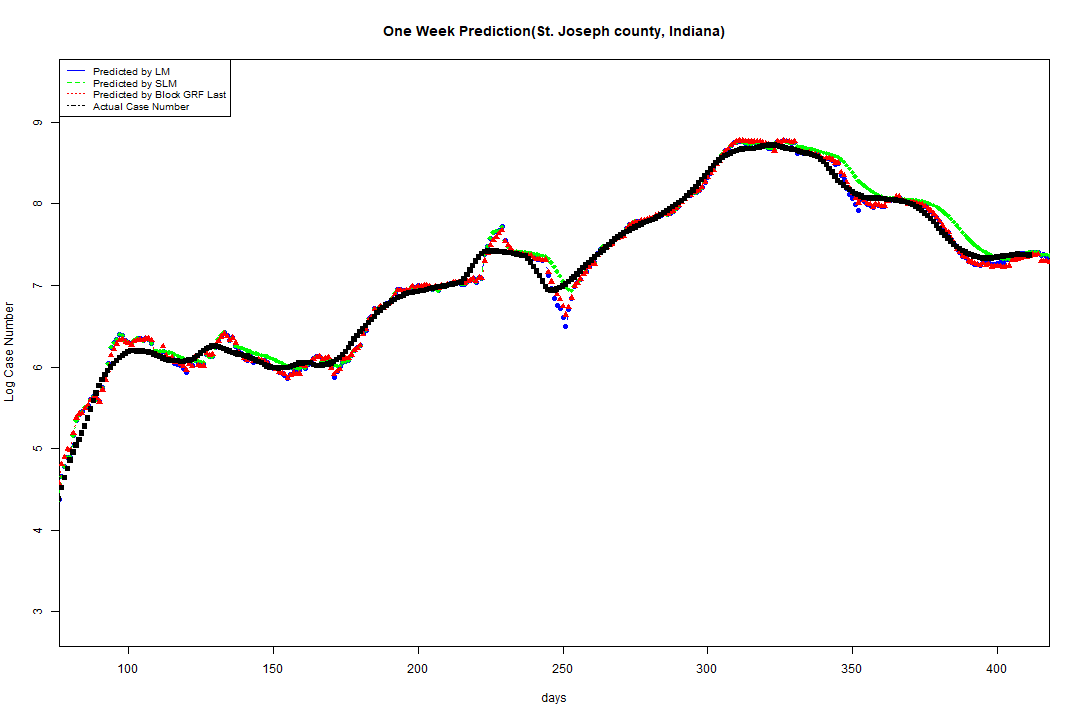 One Week Prediction(St. Joseph county, Indiana)
Predicted by LM
Predicted by SLM
Predicted by Block GRF Last
Actual Case Number
Log Case Number
9
8
7
6
5
4
3
100 150 200 250 300 350 400
days